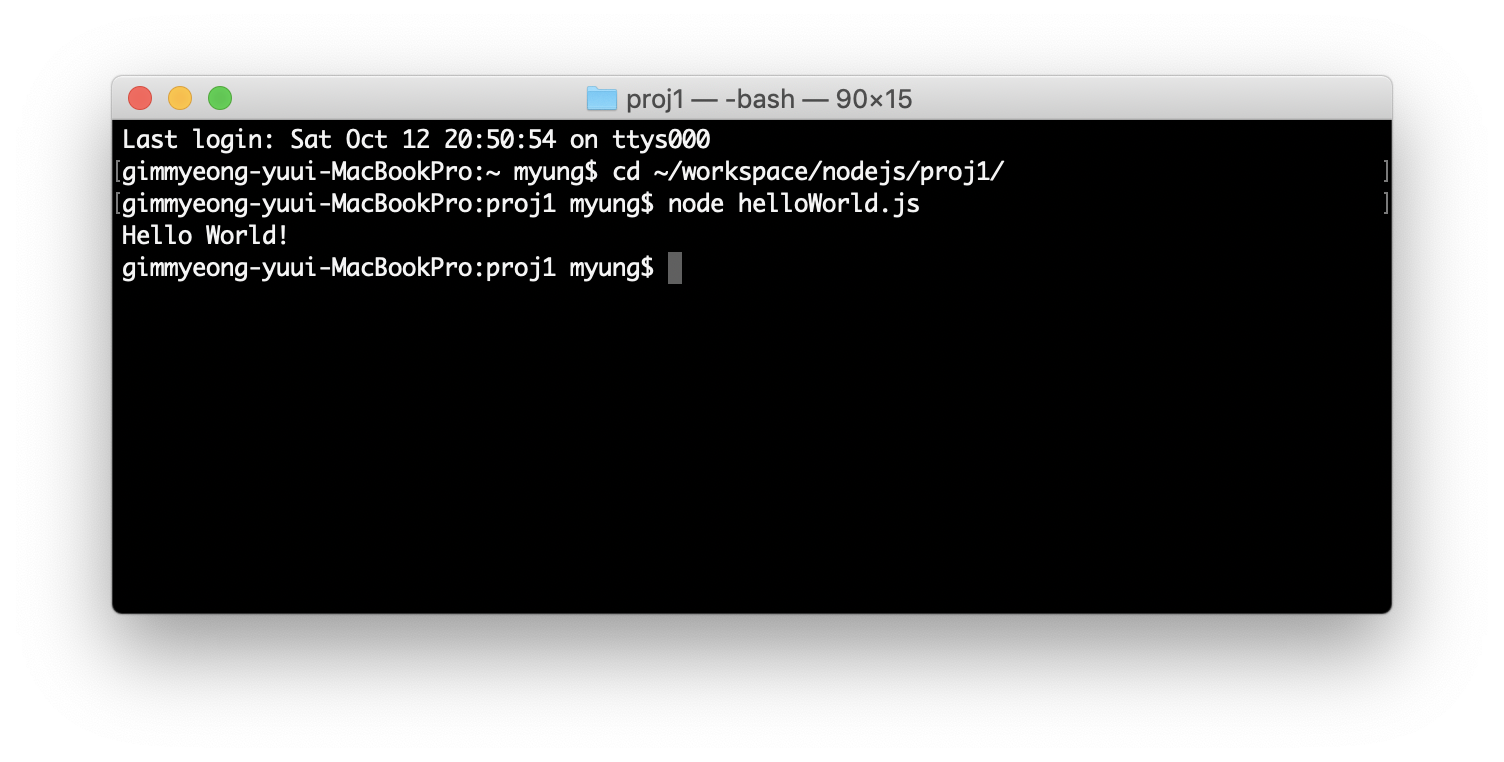 proj1 — -bash — 90×15
Last login: Sat Oct 12 20:50:54 on ttys000
[gimmyeong-yuui-MacBookPro:~ myung$ cd ~/workspace/nodejs/proj1/ ]
[gimmyeong-yuui-MacBookPro:proj1 myung$ node helloWorld.js ]
Hello World!
gimmyeong-yuui-MacBookPro:proj1 myung$